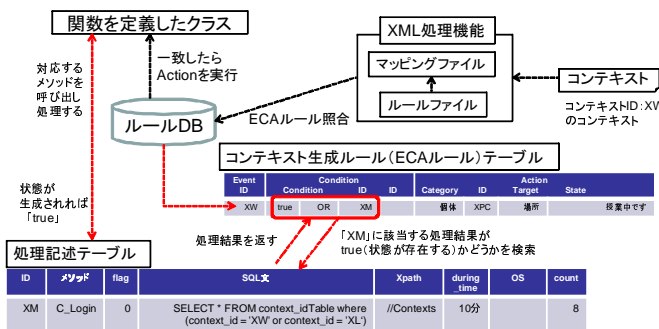 関数を定義したクラス
XML処理機能
マッピングファイル
ルールファイル
コンテキスト
コンテキストID:XW
のコンテキスト
対応する
メソッドを
呼び出し
処理する
一致したら
Actionを実行
ルールDB
ECAルール照合
コンテキスト生成ルール(ECAルール)テーブル
Event ID Condition Action
Condition ID ID Category ID Target State
XW true OR XM 個体 XPC 場所 授業中です
状態が
生成されれば
「true」
処理結果を返す
「XM」に該当する処理結果が
true(状態が存在する)かどうかを検索
処理記述テーブル
ID メソッド flag SQL文 Xpath during _time OS count
XM C_Login 0 SELECT * FROM context_idTable where (context_id = 'XW' or context_id = 'XL') //Contexts 10分 8